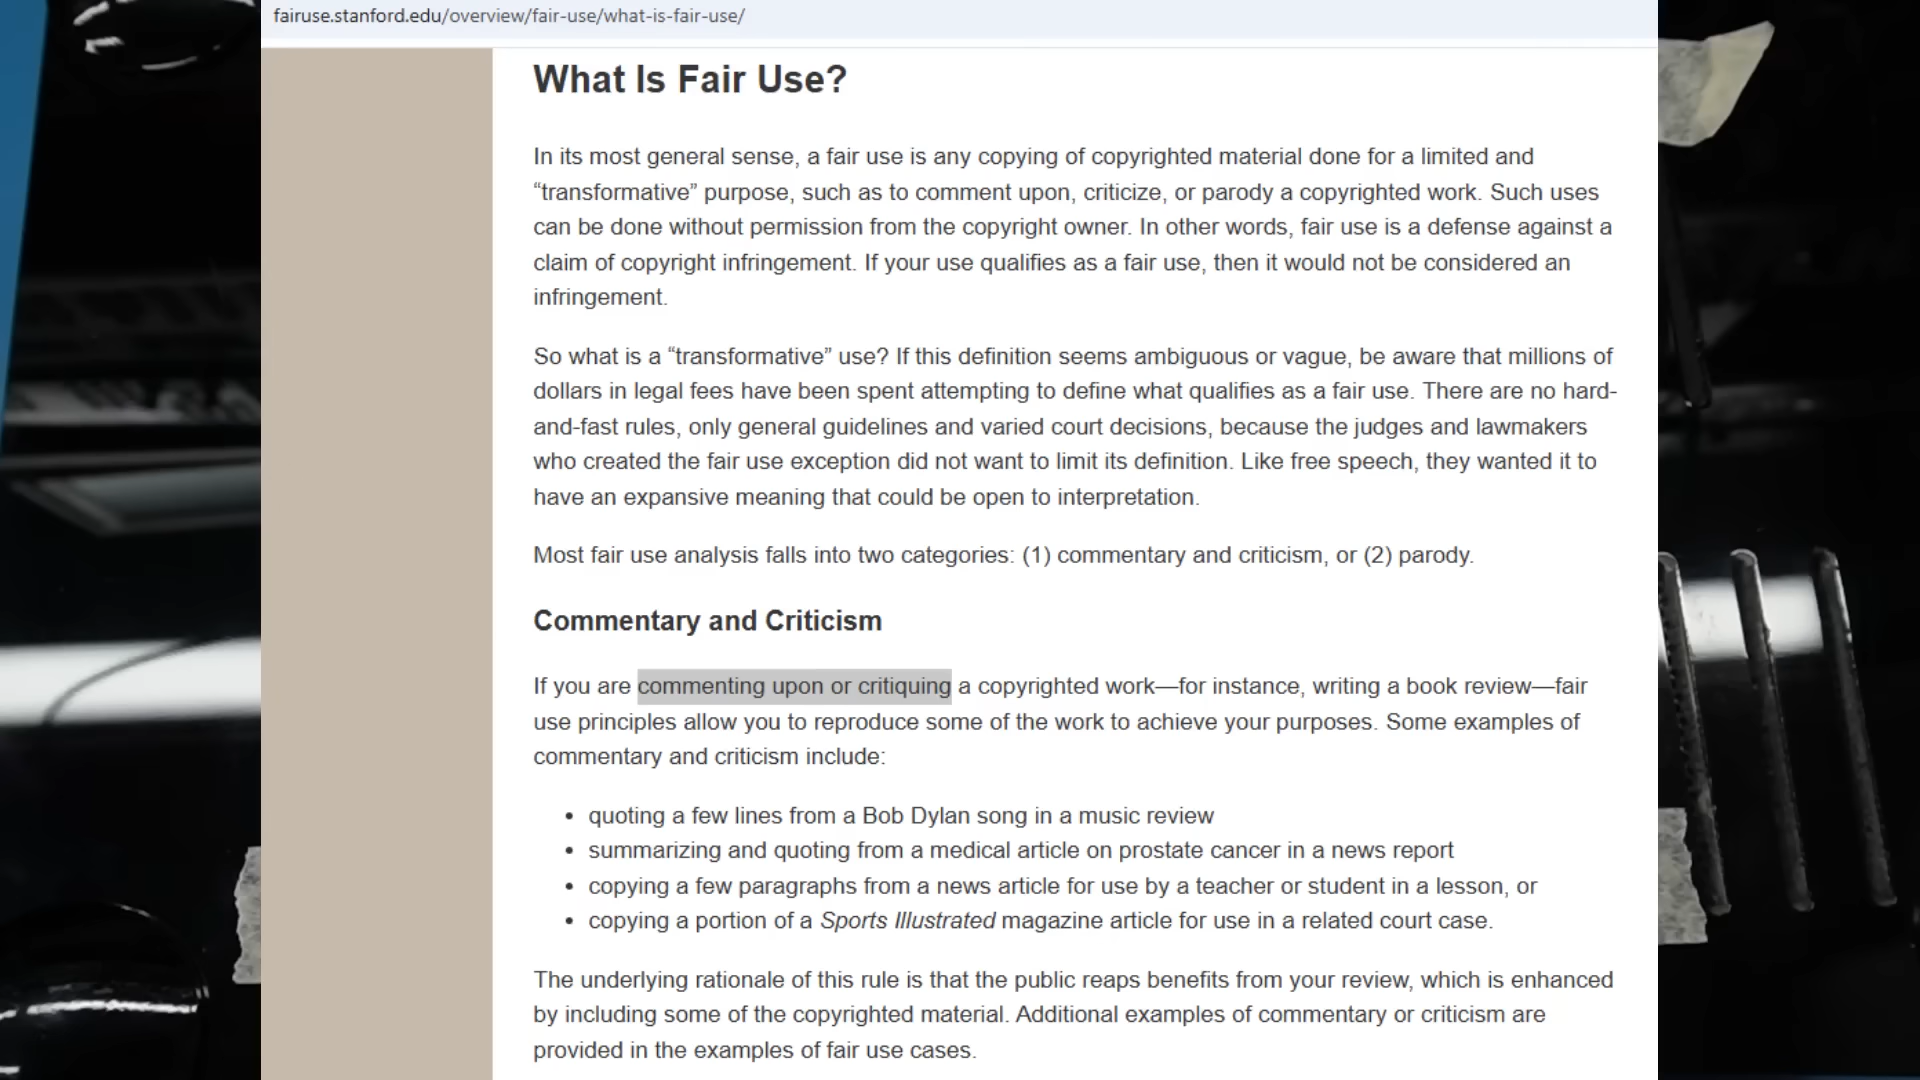 fairuse.stanford.edu/overview/fair-use/what-is-fair-use/
What Is Fair Use?
In its most general sense, a fair use is any copying of copyrighted material done for a limited and
“transformative” purpose, such as to comment upon, criticize, or parody a copyrighted work. Such uses
can be done without permission from the copyright owner. In other words, fair use is a defense against a
claim of copyright infringement. If your use qualifies as a fair use, then it would not be considered an
infringement.
So what is a “transformative” use? If this definition seems ambiguous or vague, be aware that millions of
dollars in legal fees have been spent attempting to define what qualifies as a fair use. There are no hard-
and-fast rules, only general guidelines and varied court decisions, because the judges and lawmakers
who created the fair use exception did not want to limit its definition. Like free speech, they wanted it to
have an expansive meaning that could be open to interpretation.
Most fair use analysis falls into two categories: (1) commentary and criticism, or (2) parody.
Commentary and Criticism
If you are commenting upon or critiquing a copyrighted work—for instance, writing a book review—fair
use principles allow you to reproduce some of the work to achieve your purposes. Some examples of
commentary and criticism include:
• quoting a few lines from a Bob Dylan song in a music review
• summarizing and quoting from a medical article on prostate cancer in a news report
• copying a few paragraphs from a news article for use by a teacher or student in a lesson, or
• copying a portion of a Sports Illustrated magazine article for use in a related court case.
The underlying rationale of this rule is that the public reaps benefits from your review, which is enhanced
by including some of the copyrighted material. Additional examples of commentary or criticism are
provided in the examples of fair use cases.